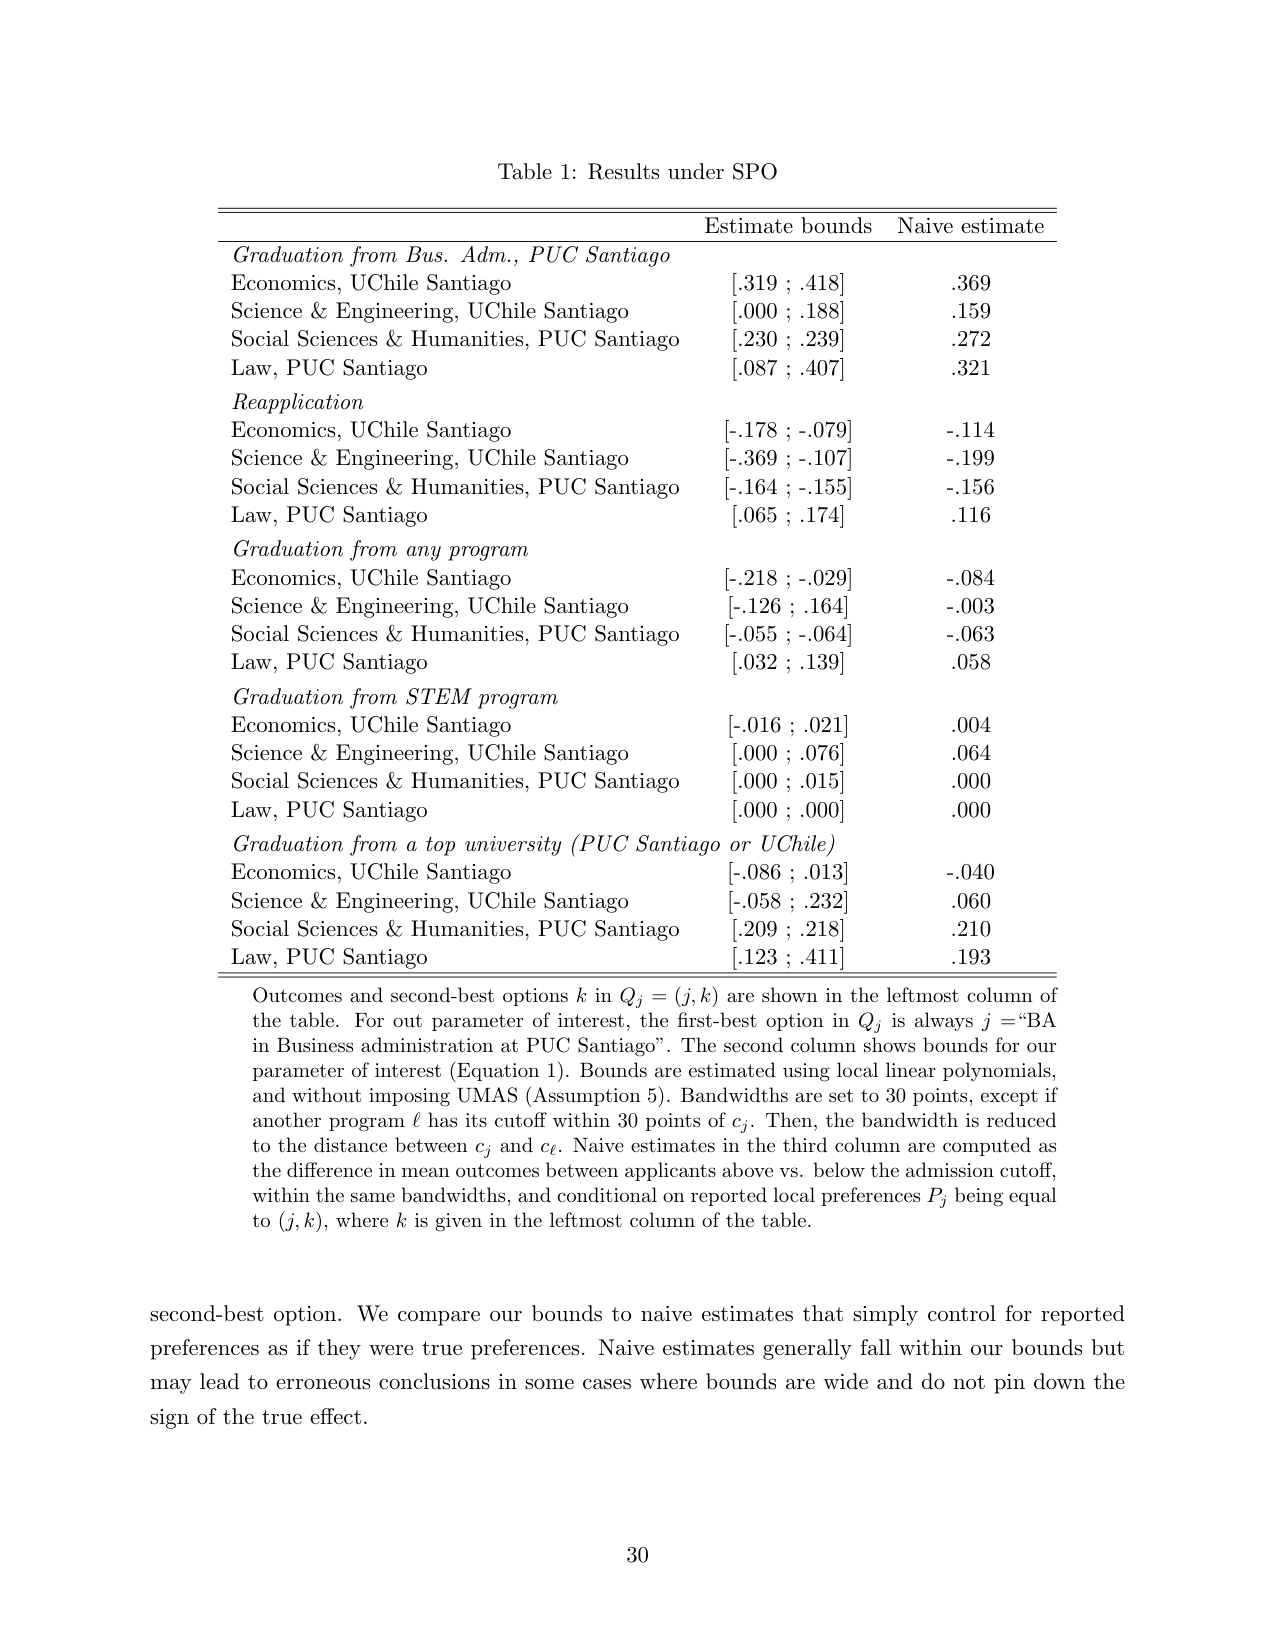 Table 1: Results under SPO
Estimate bounds Naive estimate
Graduation from Bus. Adm., PUC Santiago
Economics, UChile Santiago [.319 ; .418] .369
Science & Engineering, UChile Santiago [.000 ; .188] .159
Social Sciences & Humanities, PUC Santiago [.230 ; .239] .272
Law, PUC Santiago [.087 ; .407] .321
Reapplication
Economics, UChile Santiago [-.178 ; -.079] -.114
Science & Engineering, UChile Santiago [-.369 ; -.107] -.199
Social Sciences & Humanities, PUC Santiago [-.164 ; -.155] -.156
Law, PUC Santiago [.065 ; .174] .116
Graduation from any program
Economics, UChile Santiago [-.218 ; -.029] -.084
Science & Engineering, UChile Santiago [-.126 ; .164] -.003
Social Sciences & Humanities, PUC Santiago [-.055 ; -.064] -.063
Law, PUC Santiago [.032 ; .139] .058
Graduation from STEM program
Economics, UChile Santiago [-.016 ; .021] .004
Science & Engineering, UChile Santiago [.000 ; .076] .064
Social Sciences & Humanities, PUC Santiago [.000 ; .015] .000
Law, PUC Santiago [.000 ; .000] .000
Graduation from a top university (PUC Santiago or UChile)
Economics, UChile Santiago [-.086 ; .013] -.040
Science & Engineering, UChile Santiago [-.058 ; .232] .060
Social Sciences & Humanities, PUC Santiago [.209 ; .218] .210
Law, PUC Santiago [.123 ; .411] .193
Outcomes and second-best options k in Qⱼ = (j, k) are shown in the leftmost column of
the table. For out parameter of interest, the first-best option in Qⱼ is always j =“BA
in Business administration at PUC Santiago”. The second column shows bounds for our
parameter of interest (Equation 1). Bounds are estimated using local linear polynomials,
and without imposing UMAS (Assumption 5). Bandwidths are set to 30 points, except if
another program ℓ has its cutoff within 30 points of cⱼ. Then, the bandwidth is reduced
to the distance between cⱼ and c_ℓ. Naive estimates in the third column are computed as
the difference in mean outcomes between applicants above vs. below the admission cutoff,
within the same bandwidths, and conditional on reported local preferences Pⱼ being equal
to (j, k), where k is given in the leftmost column of the table.
second-best option. We compare our bounds to naive estimates that simply control for reported
preferences as if they were true preferences. Naive estimates generally fall within our bounds but
may lead to erroneous conclusions in some cases where bounds are wide and do not pin down the
sign of the true effect.
30